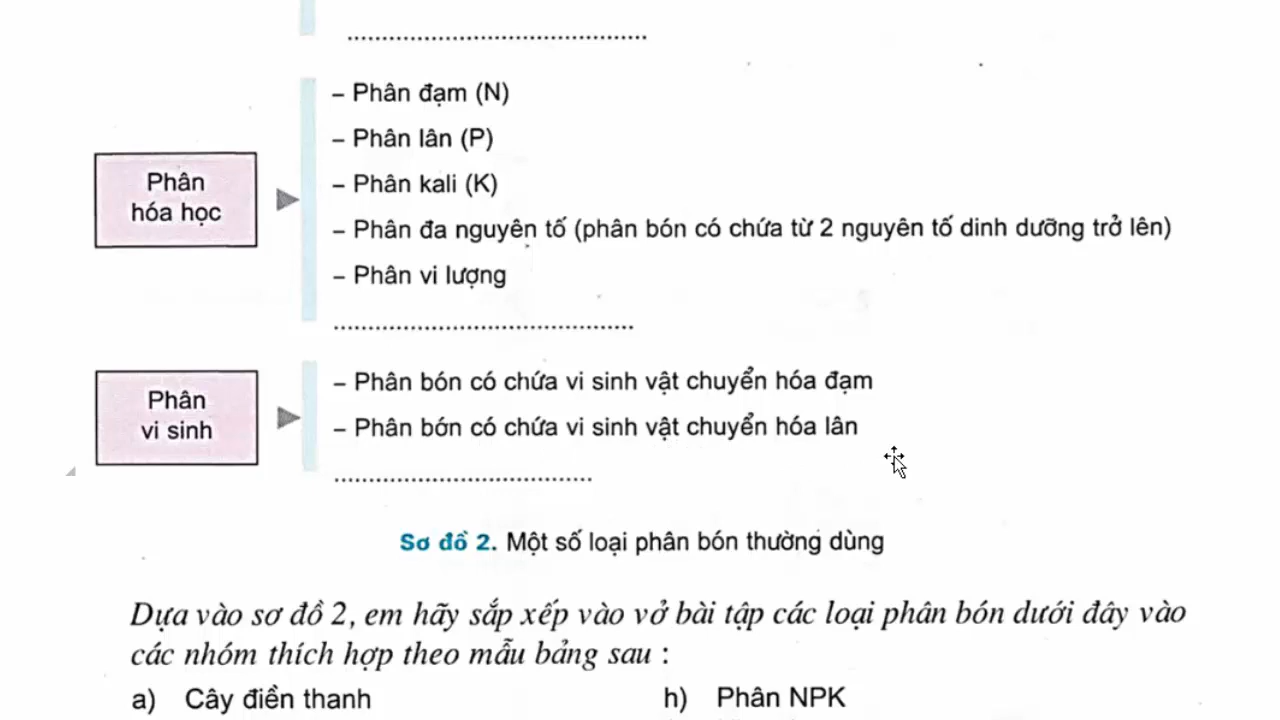 ................................................
– Phân đạm (N)
– Phân lân (P)
Phân
hóa học
– Phân kali (K)
– Phân đa nguyên tố (phân bón có chứa từ 2 nguyên tố dinh dưỡng trở lên)
– Phân vi lượng
................................................
Phân
vi sinh
– Phân bón có chứa vi sinh vật chuyển hóa đạm
– Phân bón có chứa vi sinh vật chuyển hóa lân
..........................................
Sơ đồ 2. Một số loại phân bón thường dùng
Dựa vào sơ đồ 2, em hãy sắp xếp vào vở bài tập các loại phân bón dưới đây vào
các nhóm thích hợp theo mẫu bảng sau :
a) Cây điền thanh
h) Phân NPK